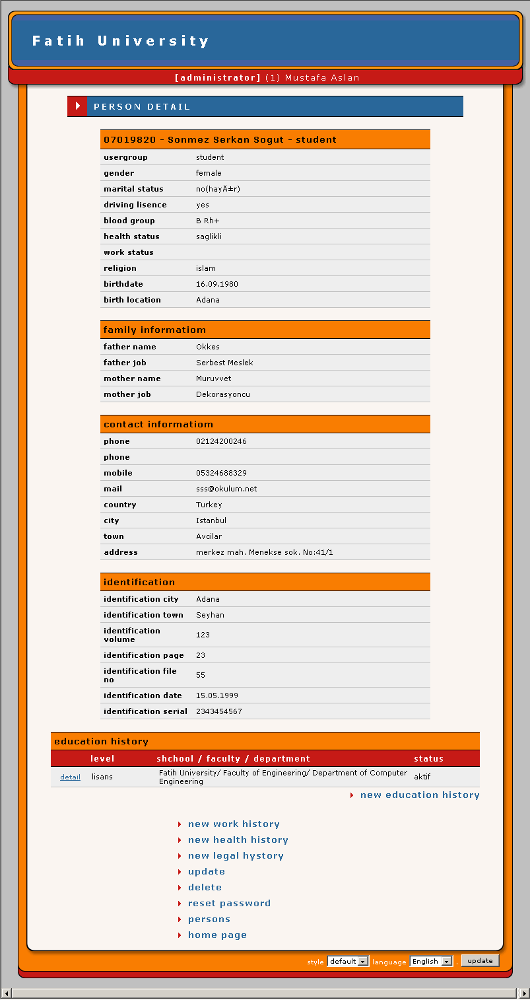 Fatih University
[administrator] (1) Mustafa Aslan
PERSON DETAIL
07019820 - Sonmez Serkan Sogut - student
usergroup student
gender female
marital status no(hayÄ±r)
driving lisence yes
blood group B Rh+
health status saglikli
work status
religion islam
birthdate 16.09.1980
birth location Adana
family informatiom
father name Okkes
father job Serbest Meslek
mother name Muruvvet
mother job Dekorasyoncu
contact informatiom
phone 02124200246
phone
mobile 05324688329
mail sss@okulum.net
country Turkey
city Istanbul
town Avcilar
address merkez mah. Menekse sok. No:41/1
identification
identification city Adana
identification town Seyhan
identification
volume 123
identification page 23
identification file
no 55
identification date 15.05.1999
identification serial 2343454567
education history
level shchool / faculty / department status
detail lisans Fatih University/ Faculty of Engineering/ Department of Computer
Engineering aktif
new education history
new work history
new health history
new legal hystory
update
delete
reset password
persons
home page
style default language English . update